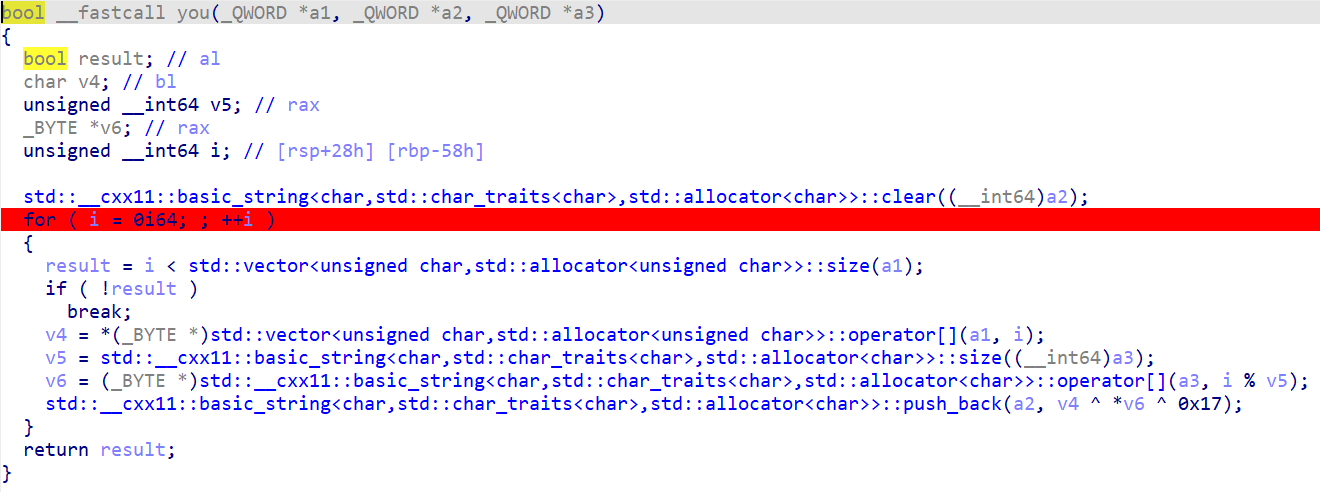 bool __fastcall you(_QWORD *a1, _QWORD *a2, _QWORD *a3)
{
  bool result; // al
  char v4; // bl
  unsigned __int64 v5; // rax
  _BYTE *v6; // rax
  unsigned __int64 i; // [rsp+28h] [rbp-58h]

  std::__cxx11::basic_string<char,std::char_traits<char>,std::allocator<char>>::clear((__int64)a2);
  for ( i = 0i64; ; ++i )
  {
    result = i < std::vector<unsigned char,std::allocator<unsigned char>>::size(a1);
    if ( !result )
      break;
    v4 = *(_BYTE *)std::vector<unsigned char,std::allocator<unsigned char>>::operator[](a1, i);
    v5 = std::__cxx11::basic_string<char,std::char_traits<char>,std::allocator<char>>::size((__int64)a3);
    v6 = (_BYTE *)std::__cxx11::basic_string<char,std::char_traits<char>,std::allocator<char>>::operator[](a3, i % v5);
    std::__cxx11::basic_string<char,std::char_traits<char>,std::allocator<char>>::push_back(a2, v4 ^ *v6 ^ 0x17);
  }
  return result;
}